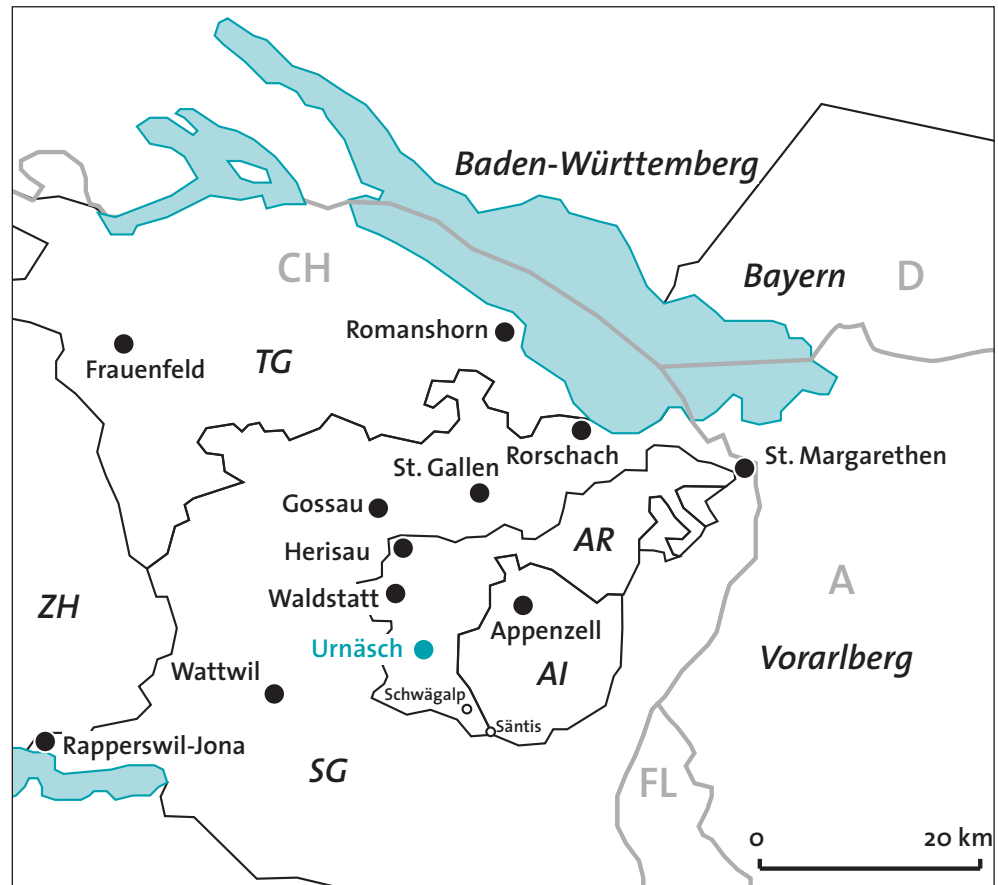 Baden-Württemberg
CH
Bayern
D
Romanshorn
Frauenfeld
TG
Rorschach
St. Margarethen
St. Gallen
Gossau
AR
Herisau
A
Waldstatt
ZH
Appenzell
Urnäsch
Vorarlberg
Wattwil
AI
Schwägalp
Säntis
Rapperswil-Jona
SG
FL
0 20 km